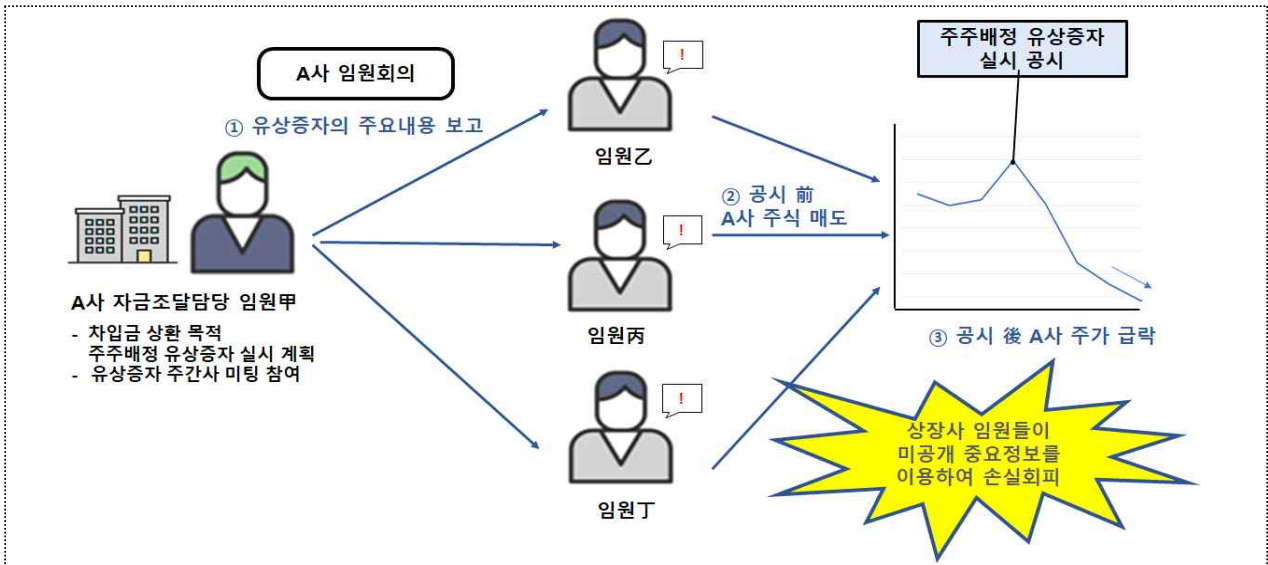 A사 임원회의
① 유상증자의 주요내용 보고
A사 자금조달담당 임원甲
- 차입금 상환 목적
주주배정 유상증자 실시 계획
- 유상증자 주간사 미팅 참여
!
임원乙
!
임원丙
!
임원丁
② 공시 前
A사 주식 매도
주주배정 유상증자
실시 공시
③ 공시 後 A사 주가 급락
상장사 임원들이
미공개 중요정보를
이용하여 손실회피